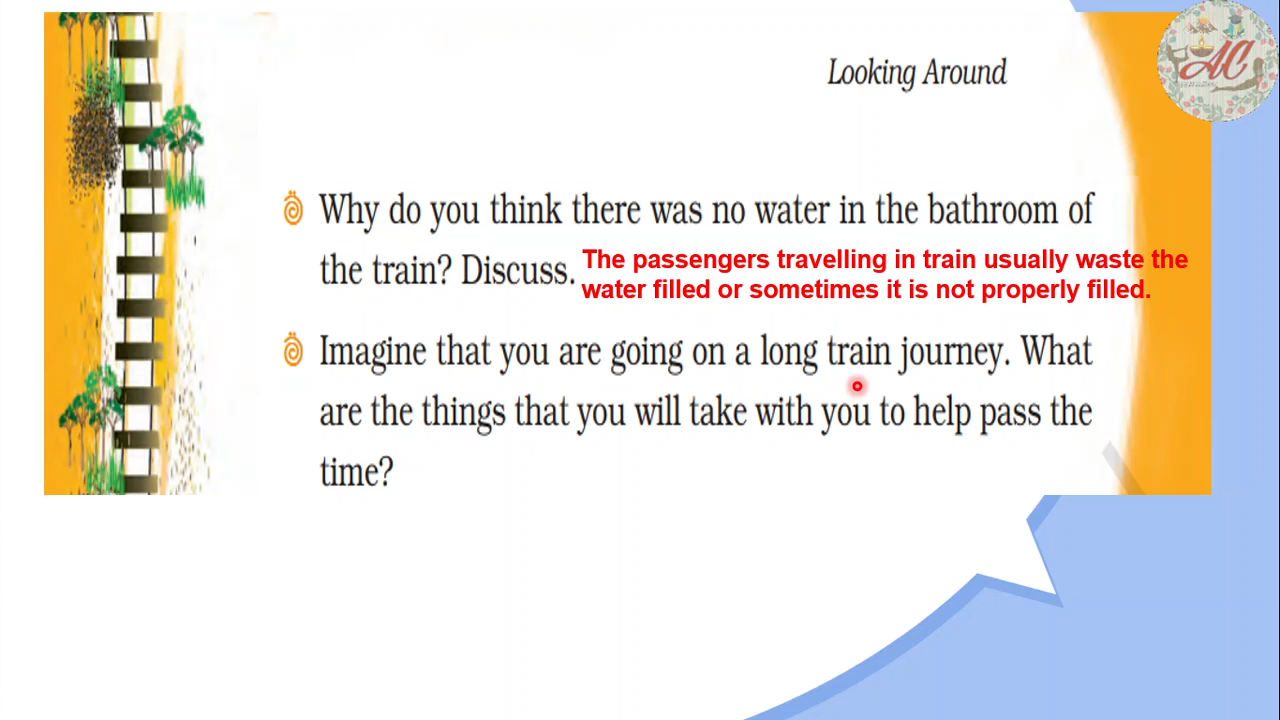 Looking Around
Why do you think there was no water in the bathroom of
the train? Discuss. The passengers travelling in train usually waste the
water filled or sometimes it is not properly filled.
Imagine that you are going on a long train journey. What
are the things that you will take with you to help pass the
time?
AC